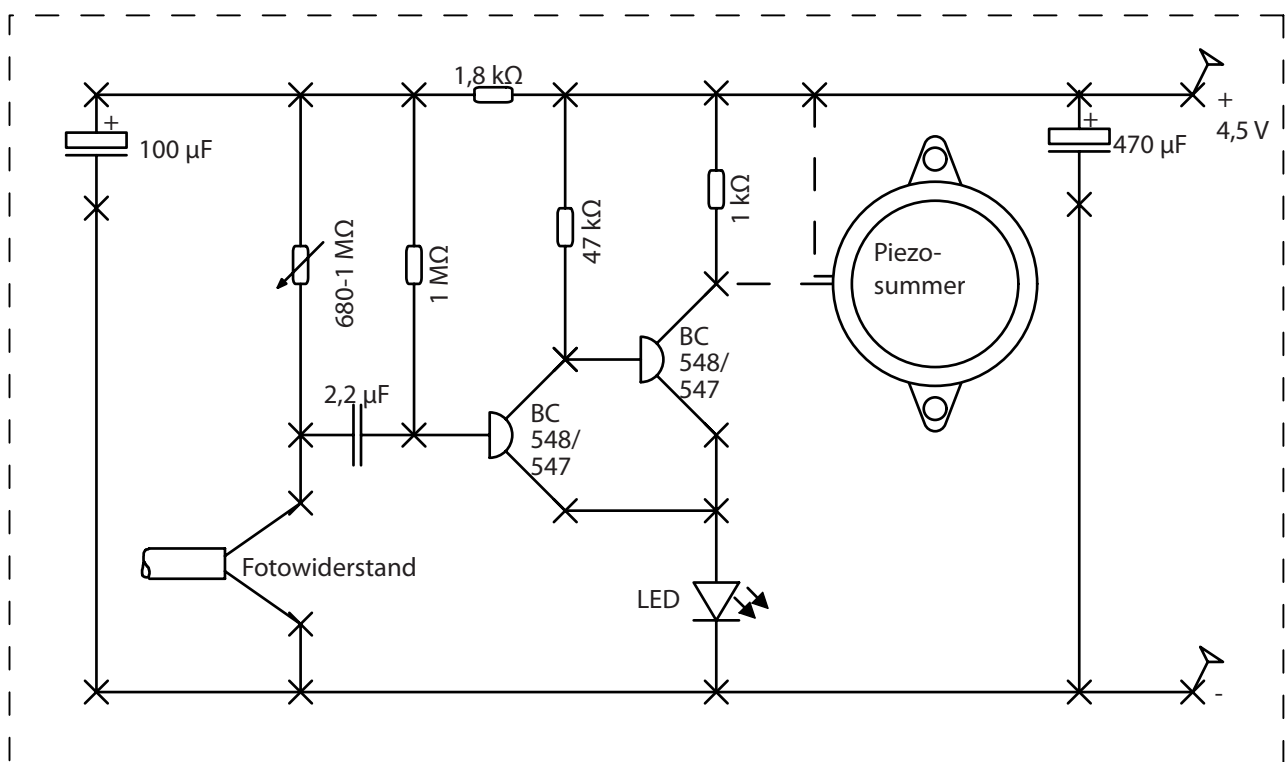 1,8 kΩ
+
100 µF
+
4,5 V
+
470 µF
680-1 MΩ
1 MΩ
47 kΩ
1 kΩ
Piezo-
summer
BC
548/
547
2,2 µF
BC
548/
547
Fotowiderstand
LED
-